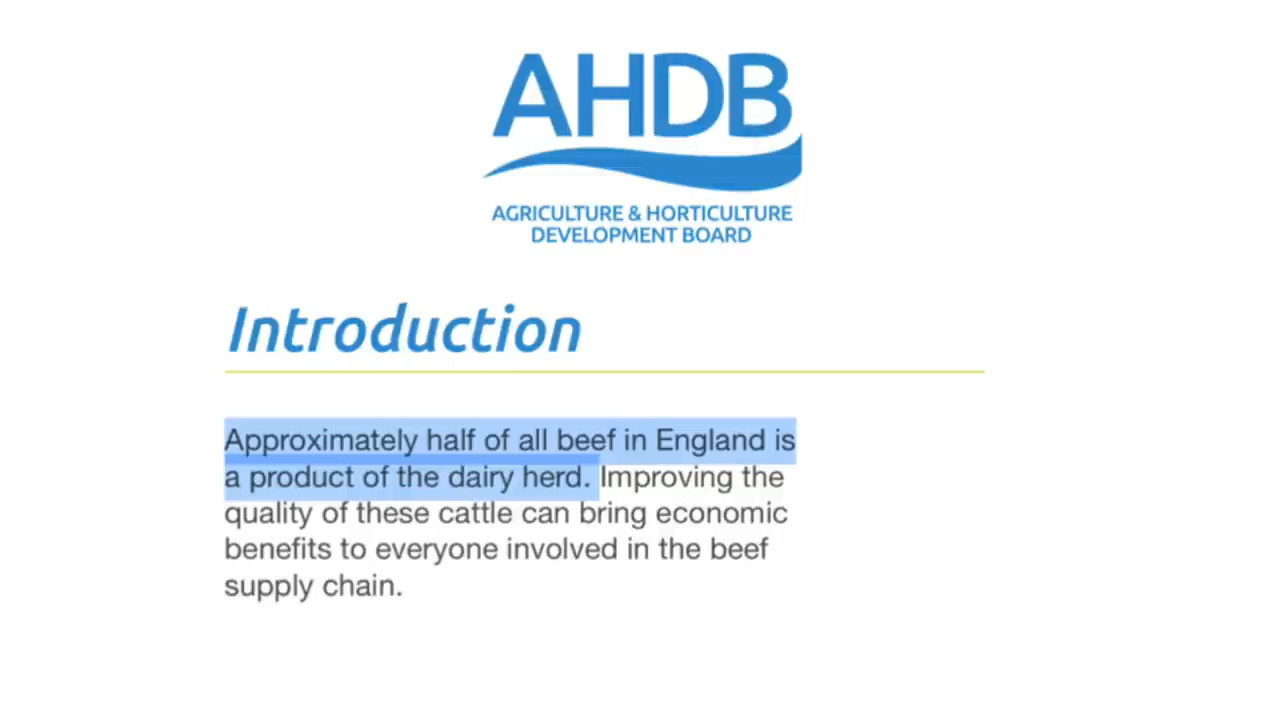 AHDB
AGRICULTURE & HORTICULTURE
DEVELOPMENT BOARD
Introduction
Approximately half of all beef in England is
a product of the dairy herd. Improving the
quality of these cattle can bring economic
benefits to everyone involved in the beef
supply chain.